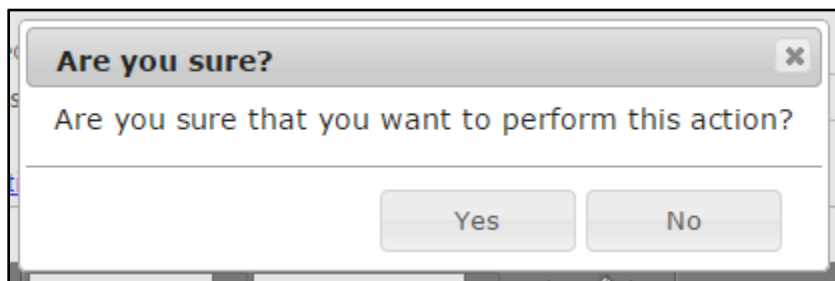 Are you sure?
Are you sure that you want to perform this action?
Yes
No